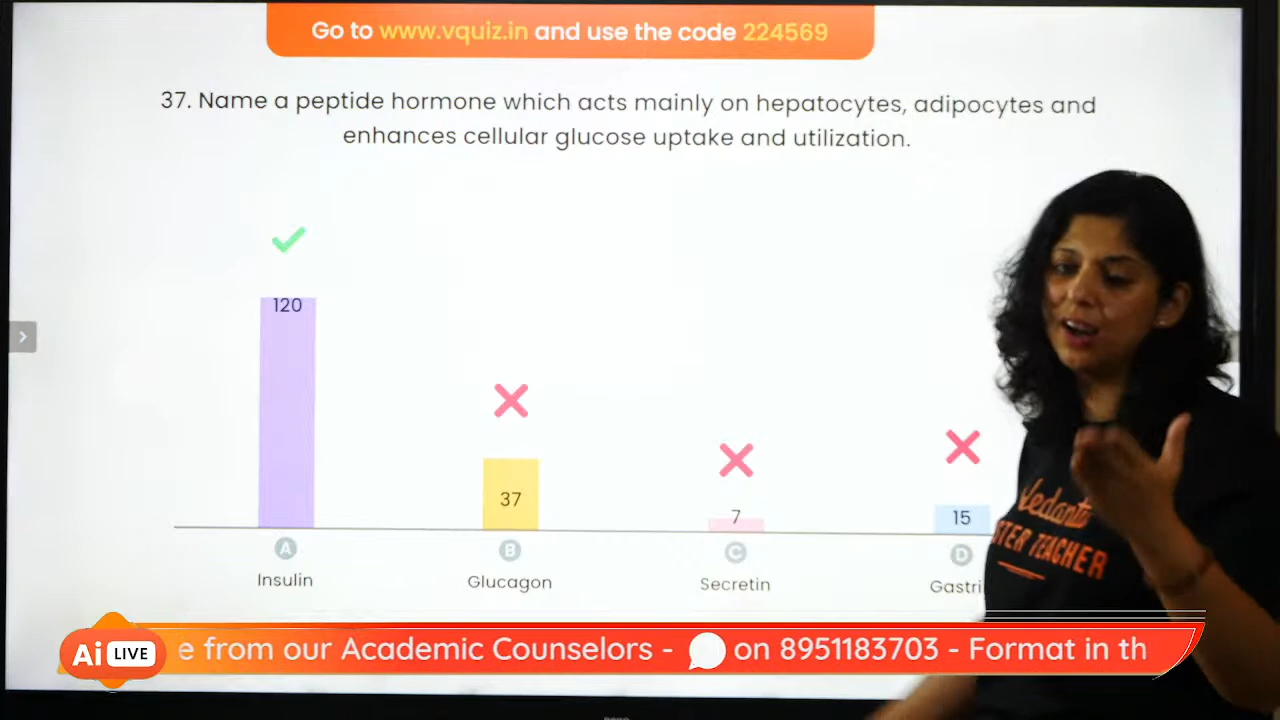 Go to www.vquiz.in and use the code 224569
37. Name a peptide hormone which acts mainly on hepatocytes, adipocytes and
enhances cellular glucose uptake and utilization.
120
37
7
15
A
B
C
D
Insulin
Glucagon
Secretin
Gastri
Vedantu
STER TEACHER
Ai LIVE
e from our Academic Counselors - on 8951183703 - Format in th